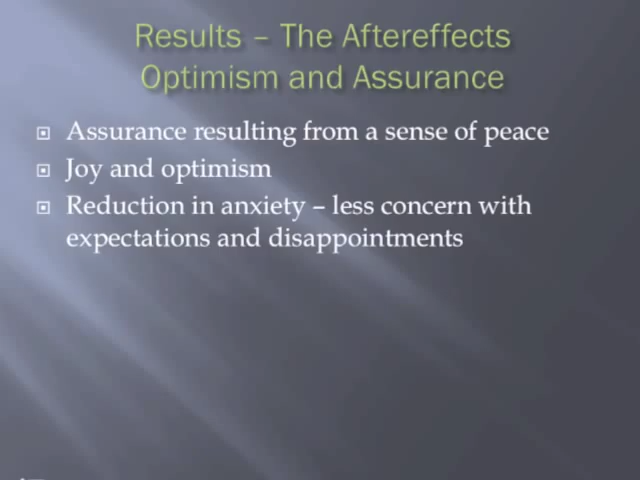 Results – The Aftereffects
Optimism and Assurance
Assurance resulting from a sense of peace
Joy and optimism
Reduction in anxiety – less concern with
expectations and disappointments